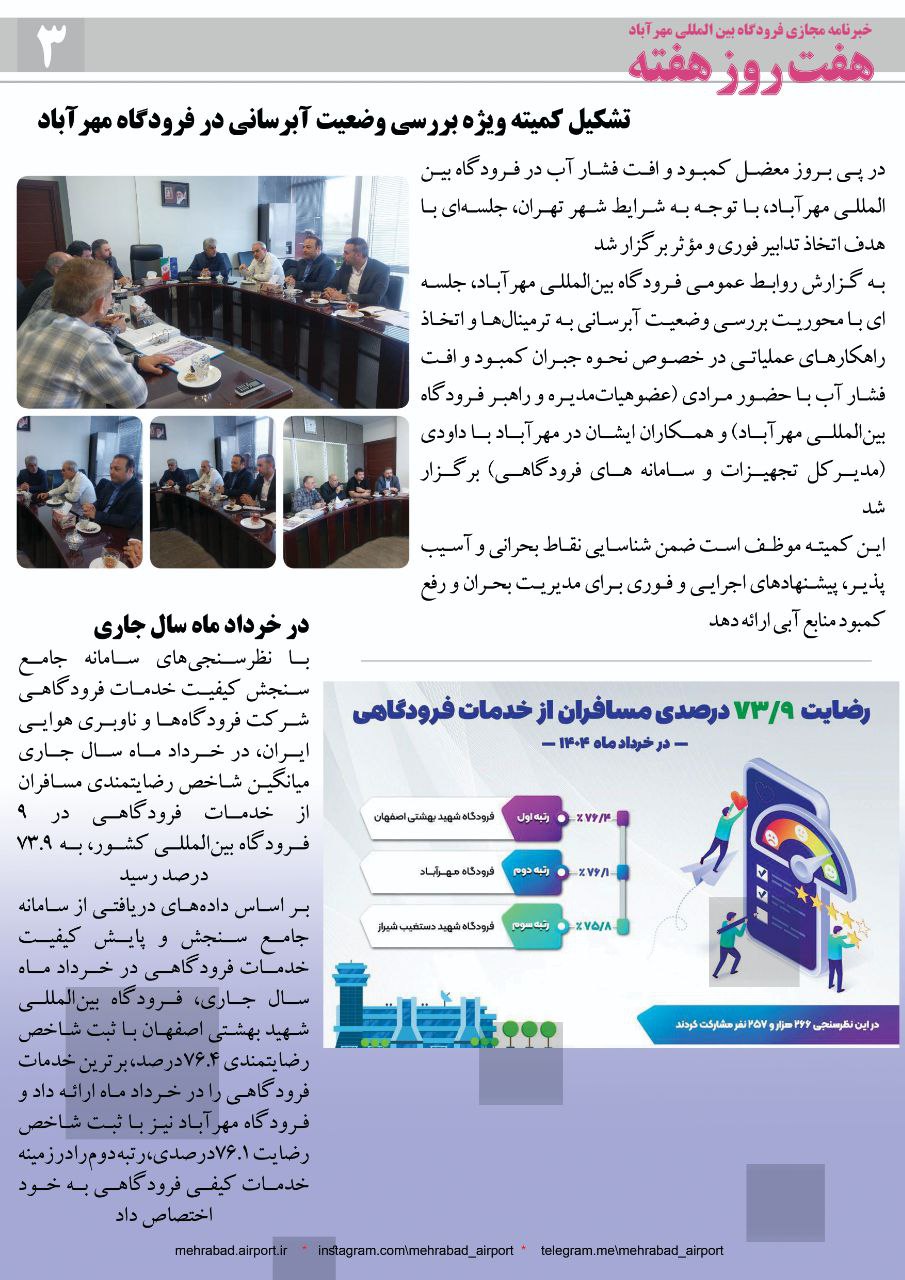 ۳
خبرنامه مجازی فرودگاه بین المللی مهرآباد
هفت روز هفته
تشکیل کمیته ویژه بررسی وضعیت آبرسانی در فرودگاه مهرآباد
در پی بروز معضل کمبود و افت فشار آب در فرودگاه بین
المللی مهرآباد، با توجه به شرایط شهر تهران، جلسه‌ای با
هدف اتخاذ تدابیر فوری و مؤثر برگزار شد
به گزارش روابط عمومی فرودگاه بین‌المللی مهرآباد، جلسه
ای با محوریت بررسی وضعیت آبرسانی به ترمینال‌ها و اتخاذ
راهکارهای عملیاتی در خصوص نحوه جبران کمبود و افت
فشار آب با حضور مرادی (عضوهیات‌مدیره و راهبر فرودگاه
بین‌المللی مهرآباد) و همکاران ایشان در مهرآباد با داودی
(مدیرکل تجهیزات و سامانه های فرودگاهی) برگزار
شد
این کمیته موظف است ضمن شناسایی نقاط بحرانی و آسیب
پذیر، پیشنهادهای اجرایی و فوری برای مدیریت بحران و رفع
کمبود منابع آبی ارائه دهد
در خرداد ماه سال جاری
با نظرسنجی‌های سامانه جامع
سنجش کیفیت خدمات فرودگاهی
شرکت فرودگاه‌ها و ناوبری هوایی
ایران، در خرداد ماه سال جاری
میانگین شاخص رضایتمندی مسافران
از خدمات فرودگاهی در ۹
فرودگاه بین‌المللی کشور، به ۷۳.۹
درصد رسید
بر اساس داده‌های دریافتی از سامانه
جامع سنجش و پایش کیفیت
خدمات فرودگاهی در خرداد ماه
سال جاری، فرودگاه بین‌المللی
شهید بهشتی اصفهان با ثبت شاخص
رضایتمندی ۷۶.۴درصد، برترین خدمات
فرودگاهی را در خرداد ماه ارائه داد و
فرودگاه مهرآباد نیز با ثبت شاخص
رضایت ۷۶.۱درصدی، رتبه دوم را در زمینه
خدمات کیفی فرودگاهی به خود
اختصاص داد
رضایت ۷۳/۹ درصدی مسافران از خدمات فرودگاهی
— در خرداد ماه ۱۴۰۴ —
٪ ۷۶/۴ رتبه اول فرودگاه شهید بهشتی اصفهان
٪ ۷۶/۱ رتبه دوم فرودگاه مهرآباد
٪ ۷۵/۸ رتبه سوم فرودگاه شهید دستغیب شیراز
در این نظرسنجی ۲۶۶ هزار و ۲۵۷ نفر مشارکت کردند
mehrabad.airport.ir * instagram.com\mehrabad_airport * telegram.me\mehrabad_airport